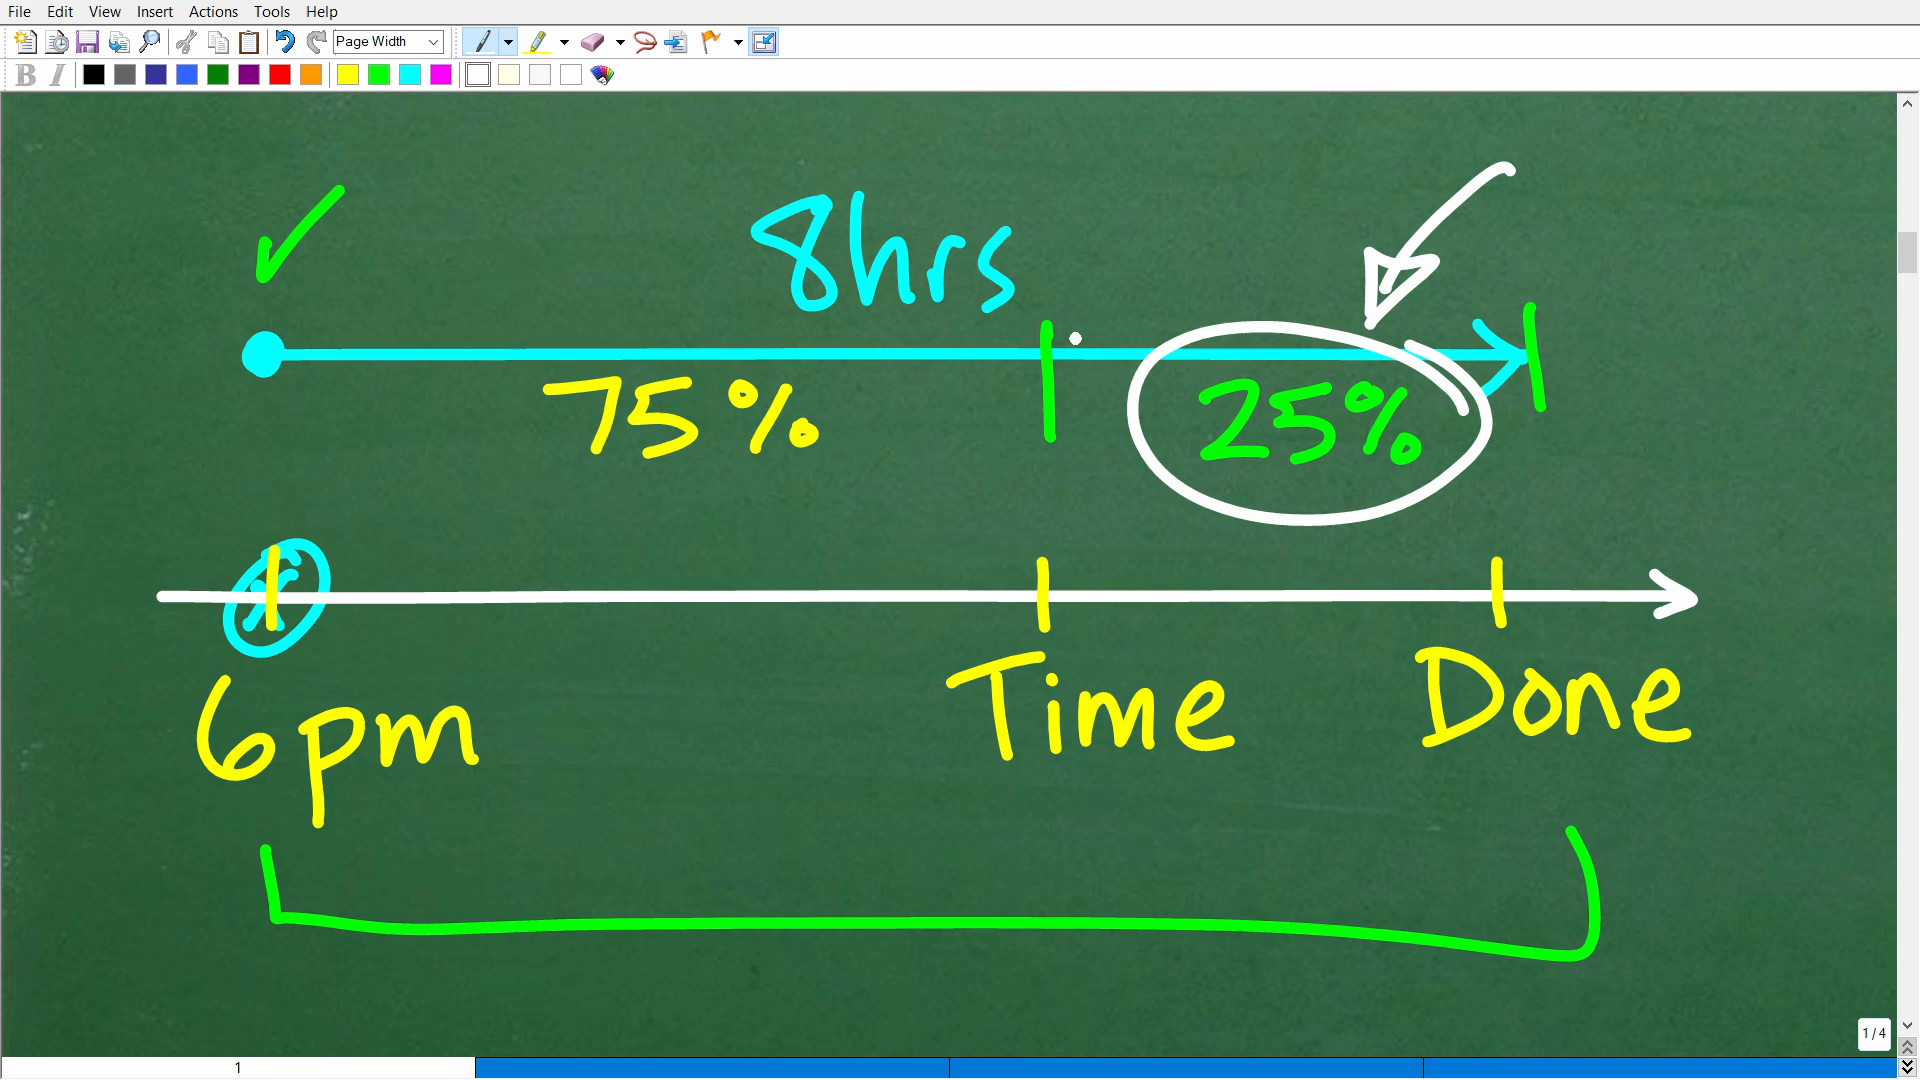 File Edit View Insert Actions Tools Help
Page Width
B I
8hrs
75% 25%
6pm Time Done
1 / 4
1